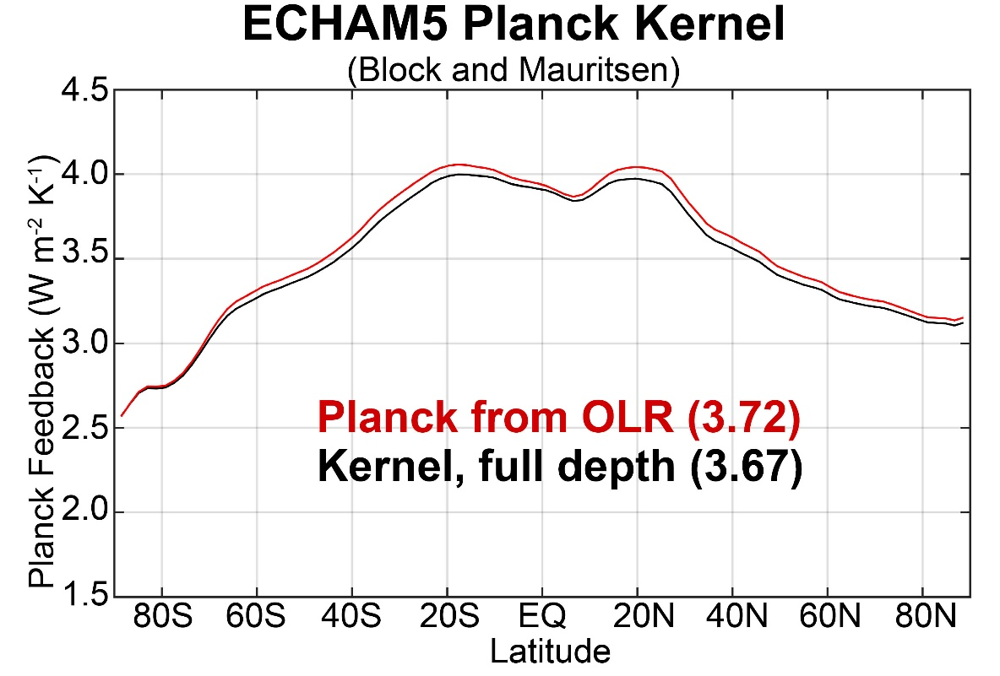 ECHAM5 Planck Kernel
(Block and Mauritsen)
Planck Feedback (W m⁻² K⁻¹)
4.5
4.0
3.5
3.0
2.5
2.0
1.5
Planck from OLR (3.72)
Kernel, full depth (3.67)
80S 60S 40S 20S EQ 20N 40N 60N 80N
Latitude